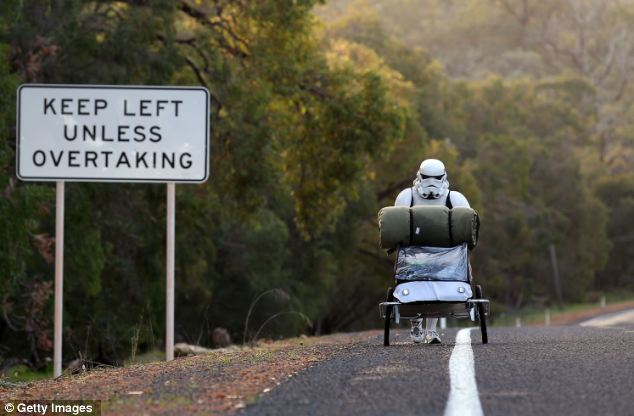 KEEP LEFT
UNLESS
OVERTAKING
© Getty Images